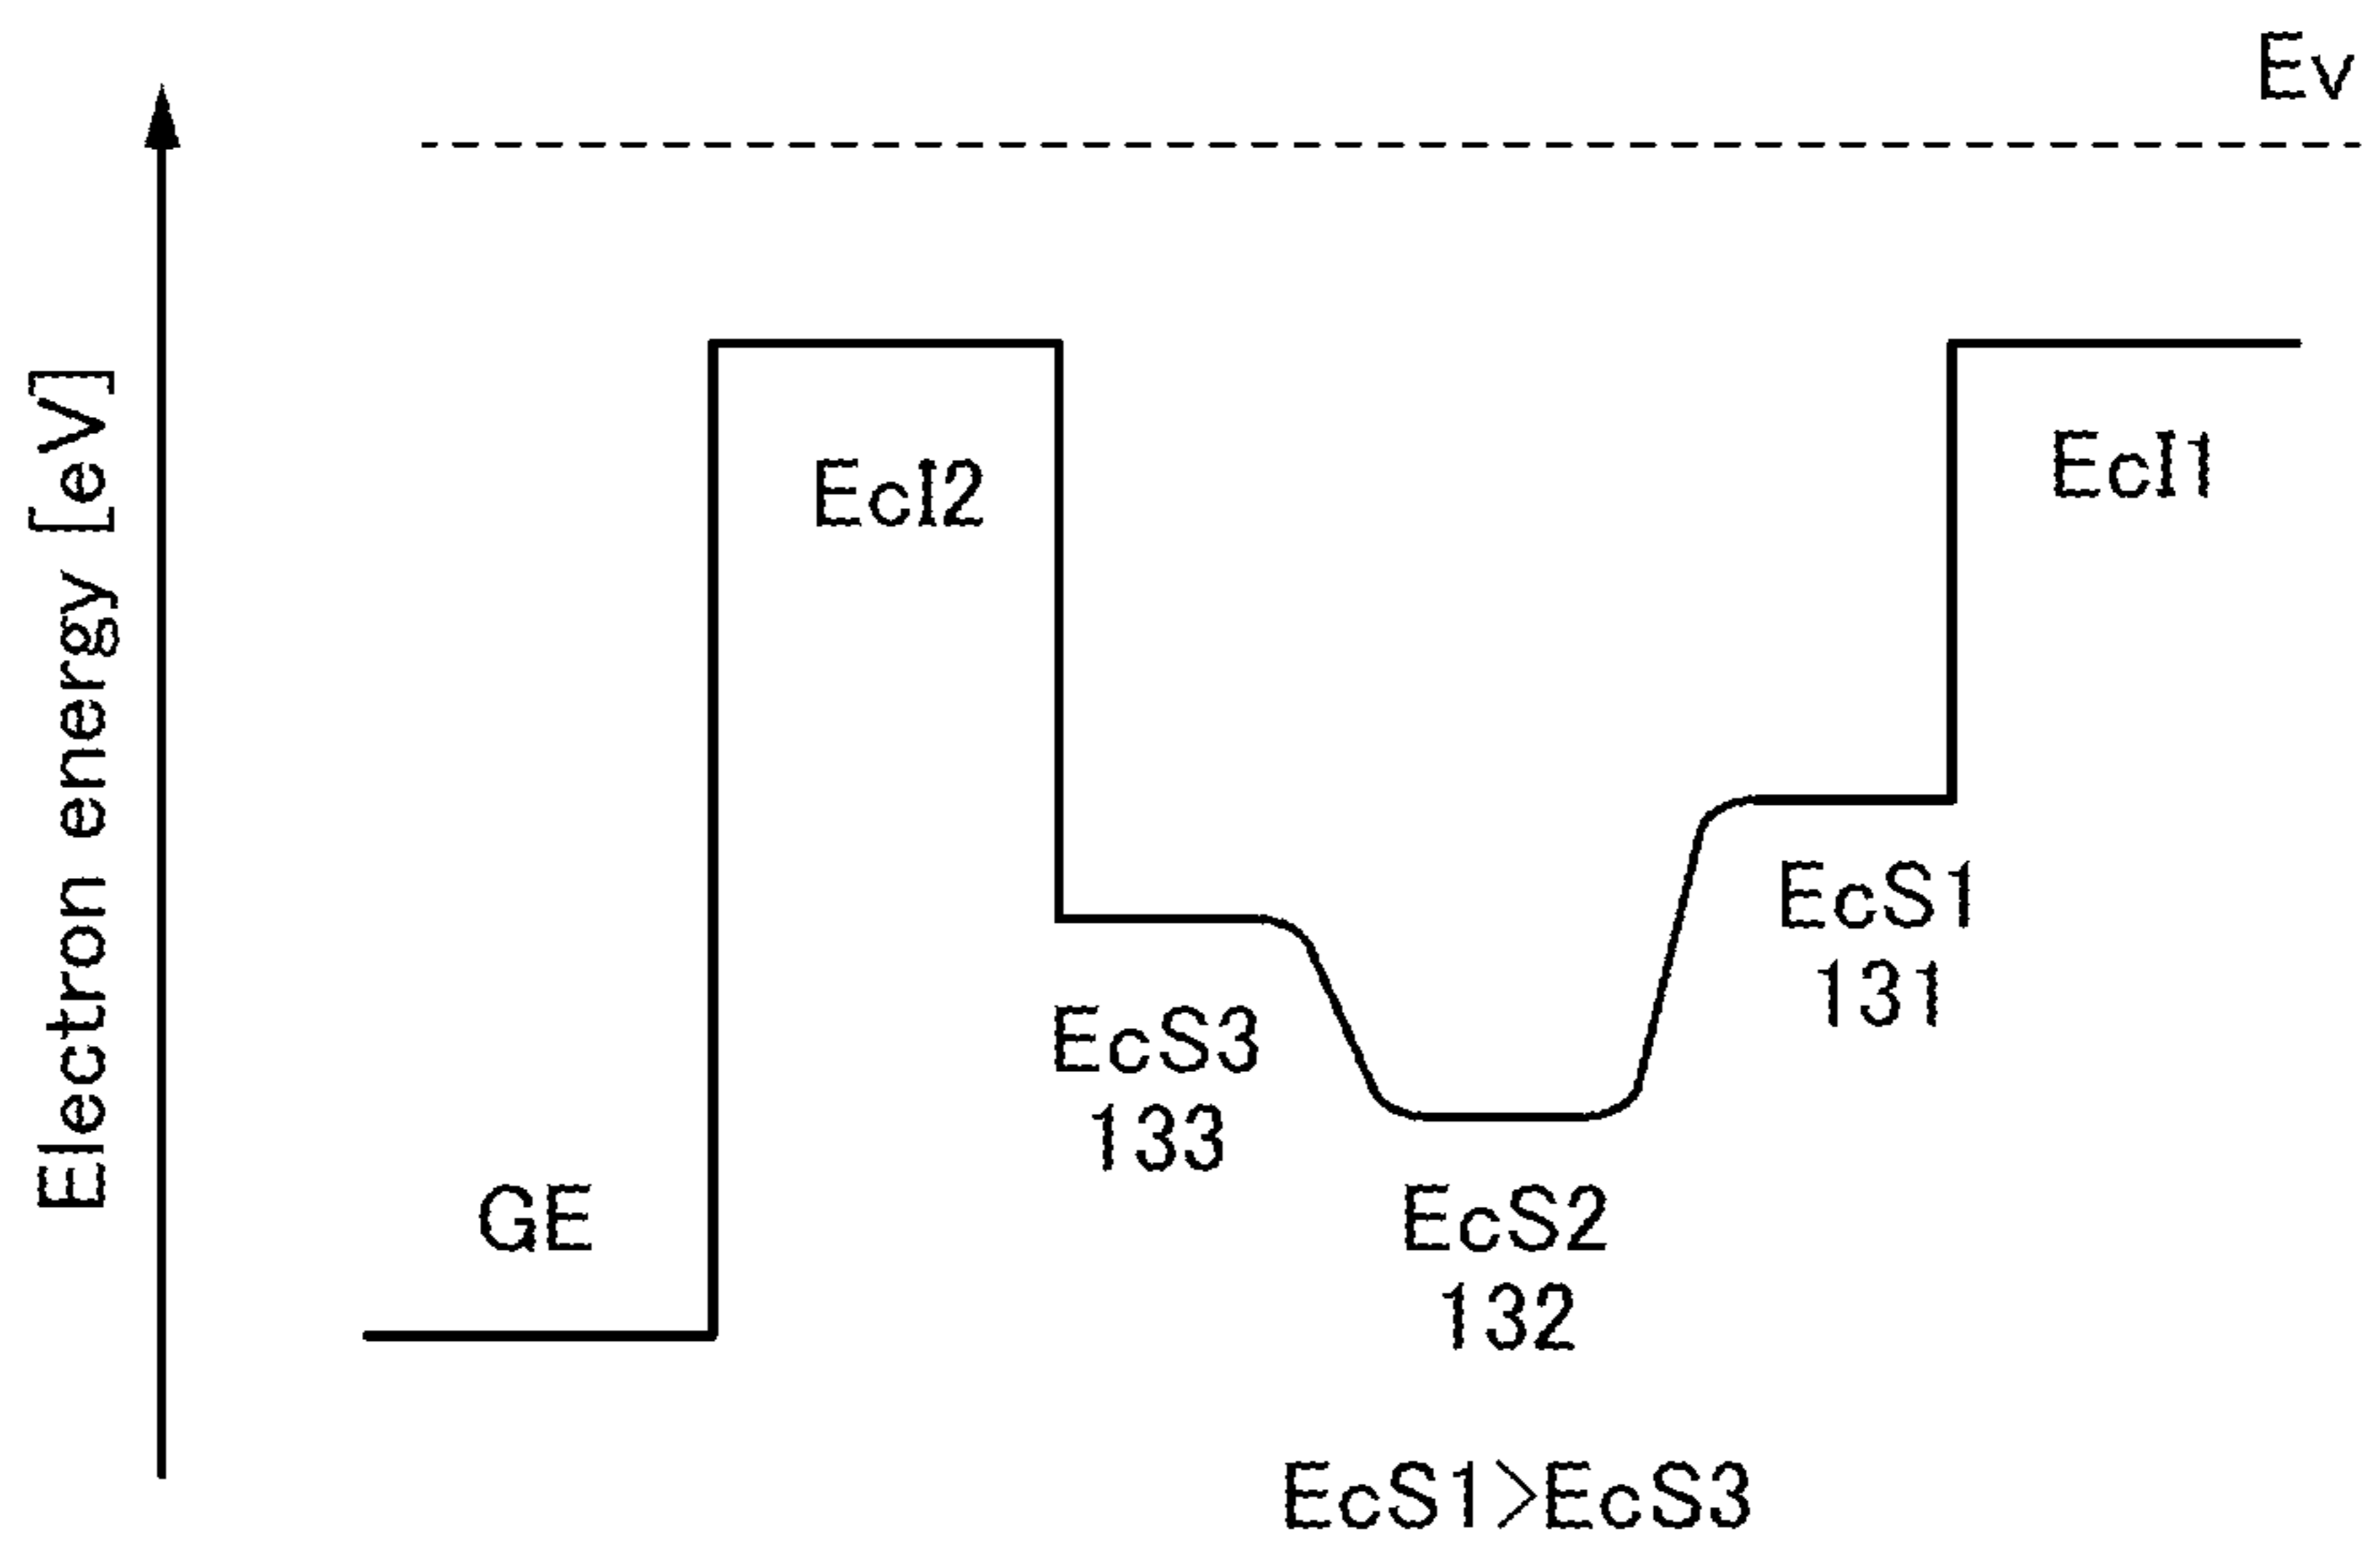 Ev
Electron energy [eV]
EcI2
EcI1
EcS1
131
EcS3
133
GE
EcS2
132
EcS1>EcS3